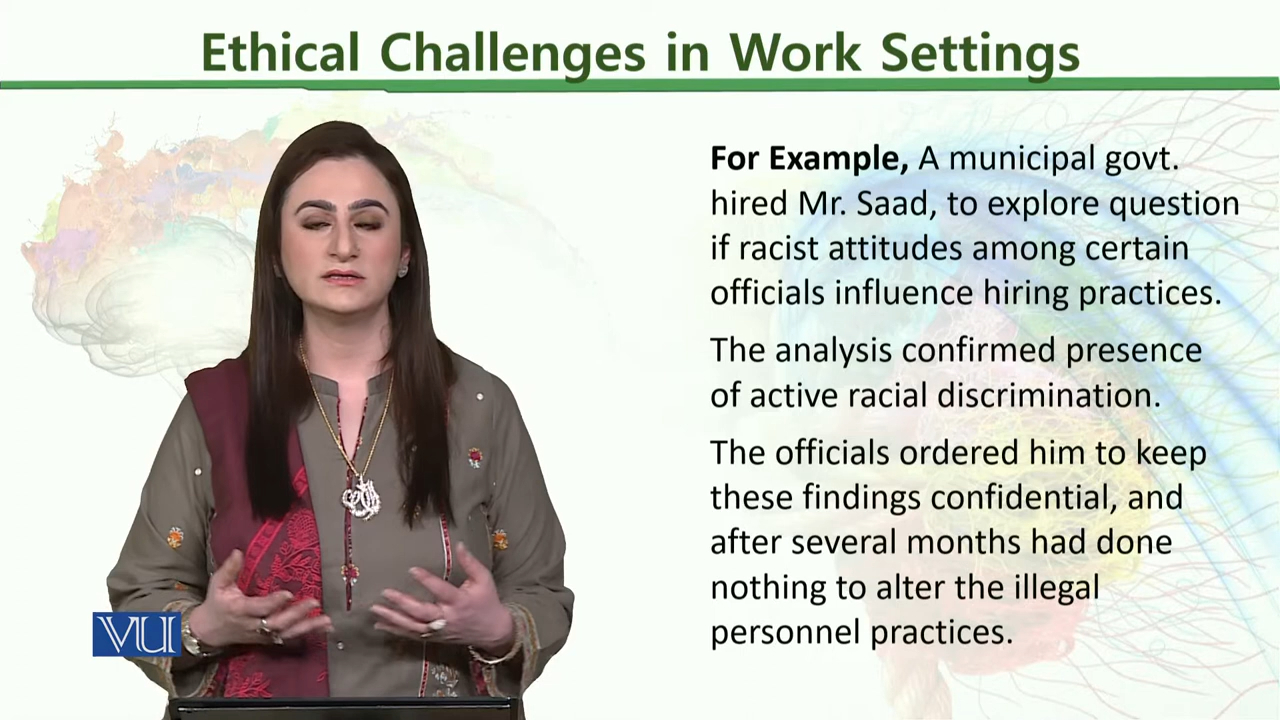 Ethical Challenges in Work Settings
For Example, A municipal govt.
hired Mr. Saad, to explore question
if racist attitudes among certain
officials influence hiring practices.
The analysis confirmed presence
of active racial discrimination.
The officials ordered him to keep
these findings confidential, and
after several months had done
nothing to alter the illegal
personnel practices.
VU